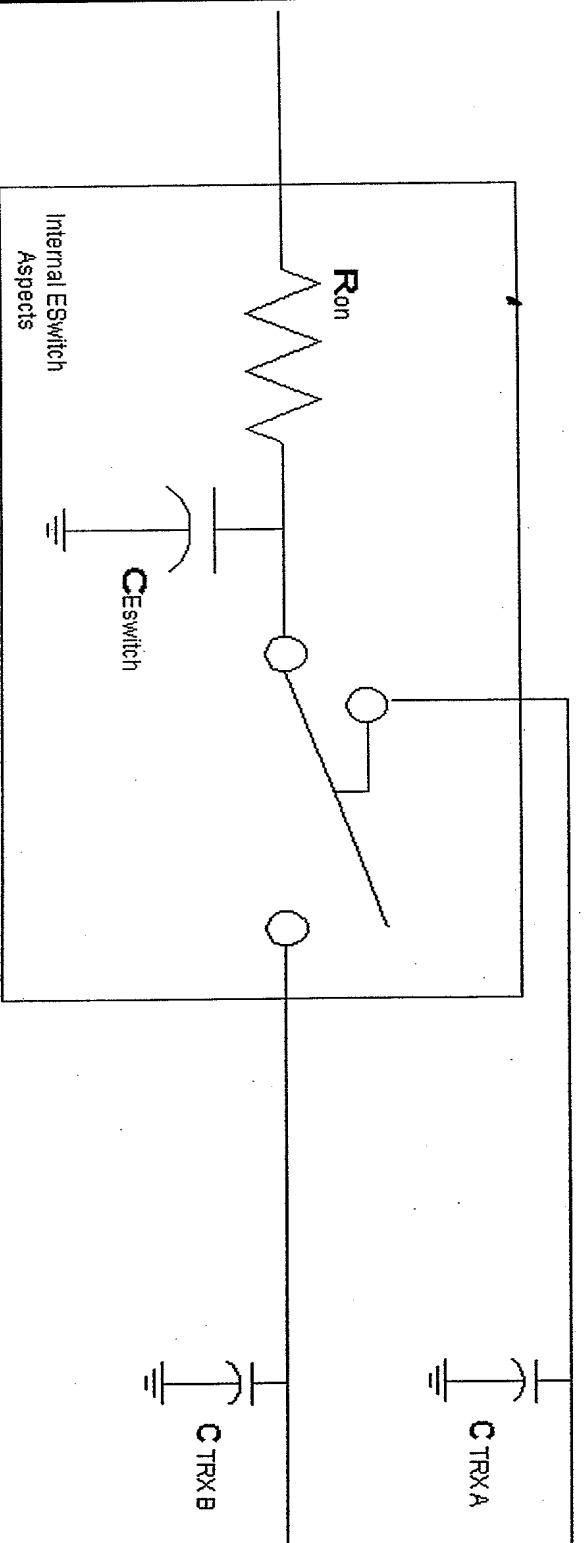 Ron
Internal ESwitch
Aspects
CEswitch
C TRX A
C TRX B